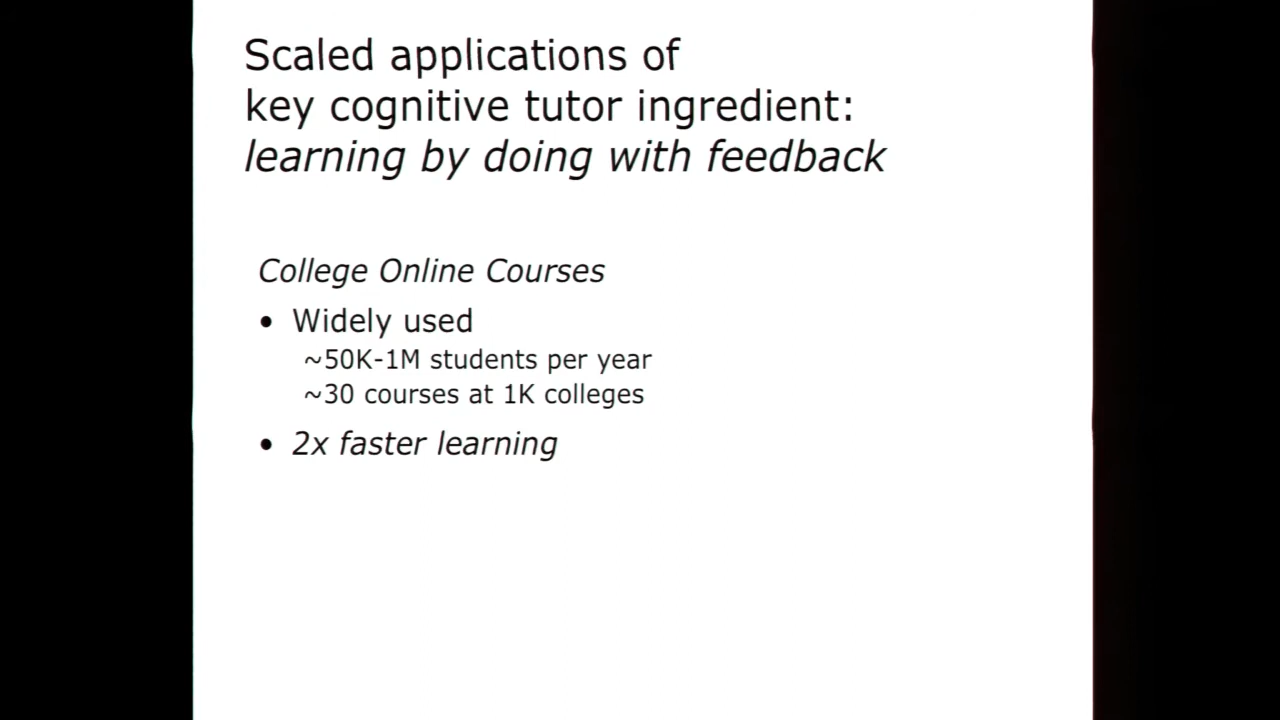 Scaled applications of
key cognitive tutor ingredient:
learning by doing with feedback
College Online Courses
• Widely used
~50K-1M students per year
~30 courses at 1K colleges
• 2x faster learning